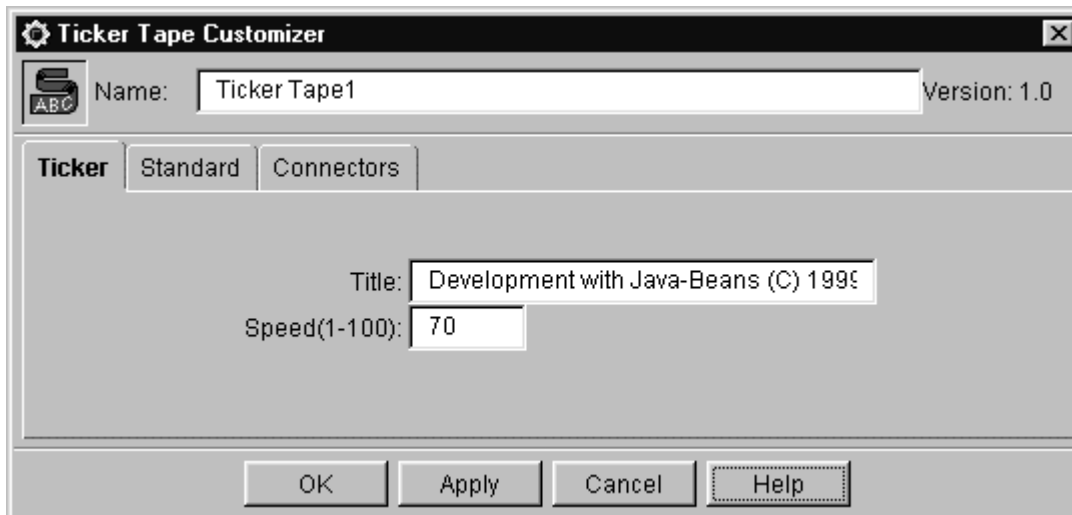 Ticker Tape Customizer
ABC
Name: Ticker Tape1 Version: 1.0
Ticker Standard Connectors
Title: Development with Java-Beans (C) 1999
Speed(1-100): 70
OK Apply Cancel Help